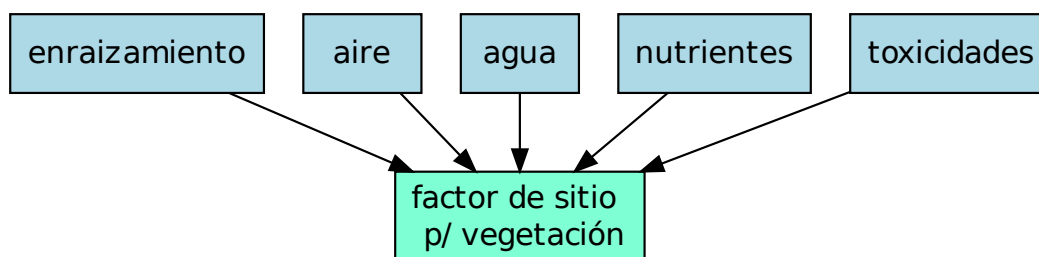 enraizamiento
aire
agua
nutrientes
toxicidades
factor de sitio
p/ vegetación